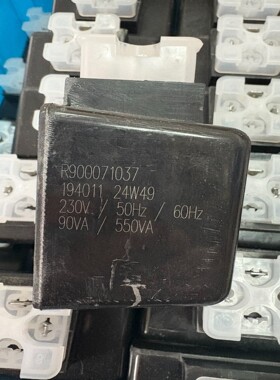 R900071037
194011 24W49
230V / 50Hz / 60Hz
90VA / 550VA